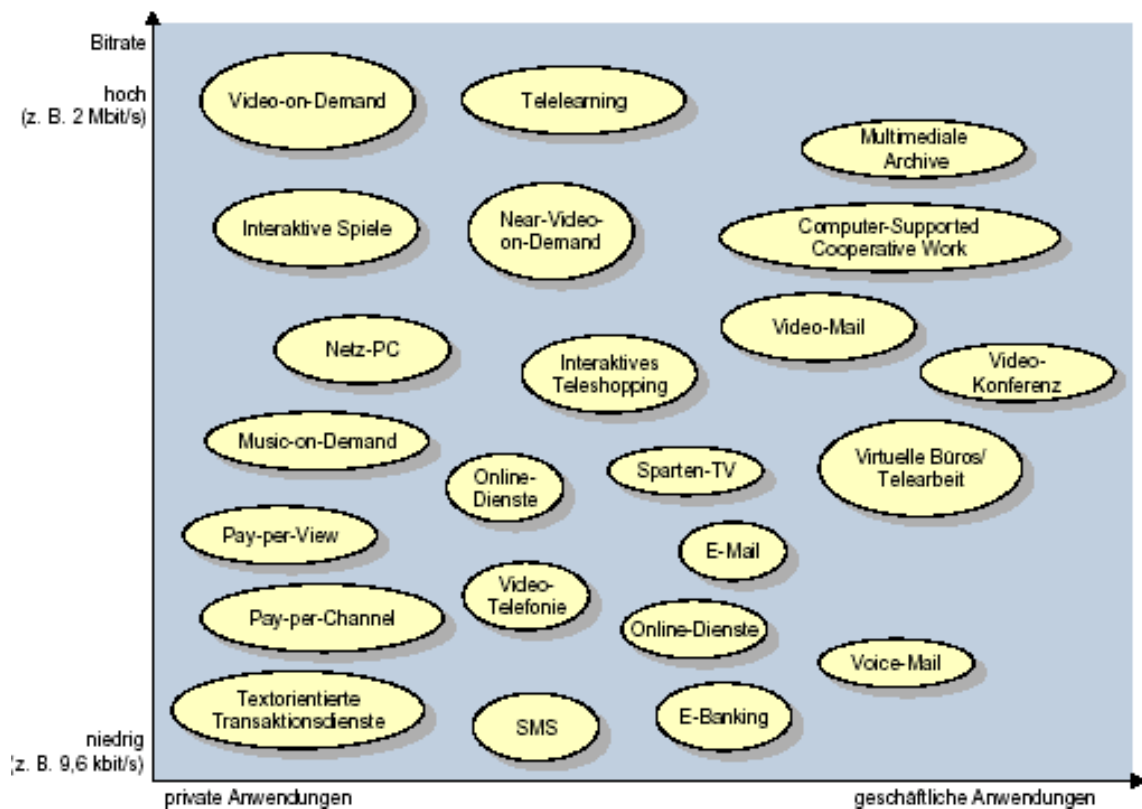 Bitrate
hoch
(z. B. 2 Mbit/s)
Video-on-Demand
Telelearning
Multimediale
Archive
Interaktive Spiele
Near-Video-
on-Demand
Computer-Supported
Cooperative Work
Netz-PC
Interaktives
Teleshopping
Video-Mail
Video-
Konferenz
Music-on-Demand
Online-
Dienste
Sparten-TV
Virtuelle Büros/
Telearbeit
Pay-per-View
E-Mail
Pay-per-Channel
Video-
Telefonie
Online-Dienste
Voice-Mail
Textorientierte
Transaktionsdienste
SMS
E-Banking
niedrig
(z. B. 9,6 kbit/s)
private Anwendungen
geschäftliche Anwendungen